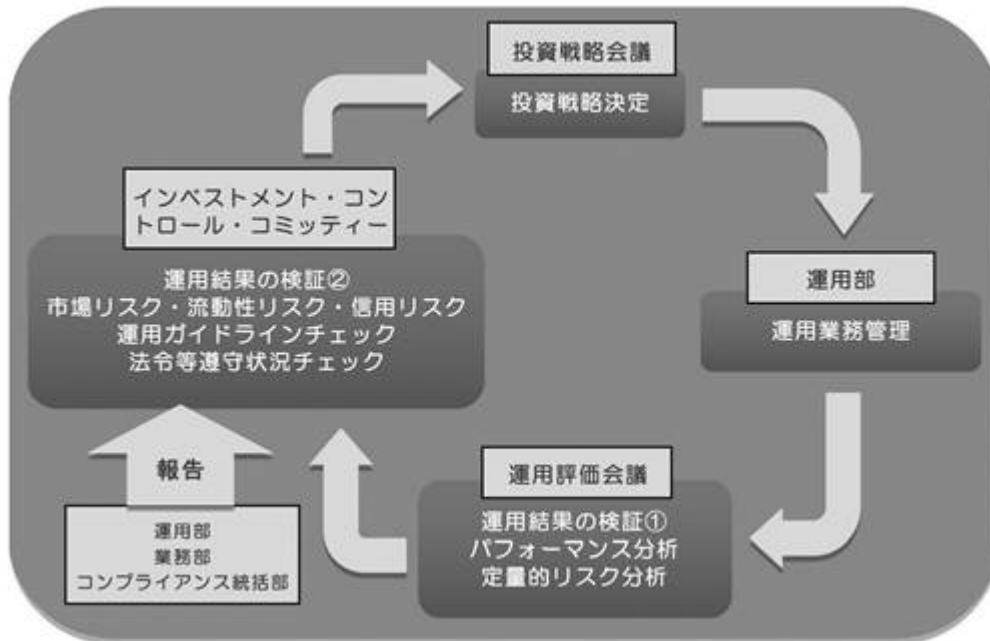 投資戦略会議
投資戦略決定
運用部
運用業務管理
運用評価会議
運用結果の検証①
パフォーマンス分析
定量的リスク分析
インベストメント・コン
トロール・コミッティー
運用結果の検証②
市場リスク・流動性リスク・信用リスク
運用ガイドラインチェック
法令等遵守状況チェック
報告
運用部
業務部
コンプライアンス統括部